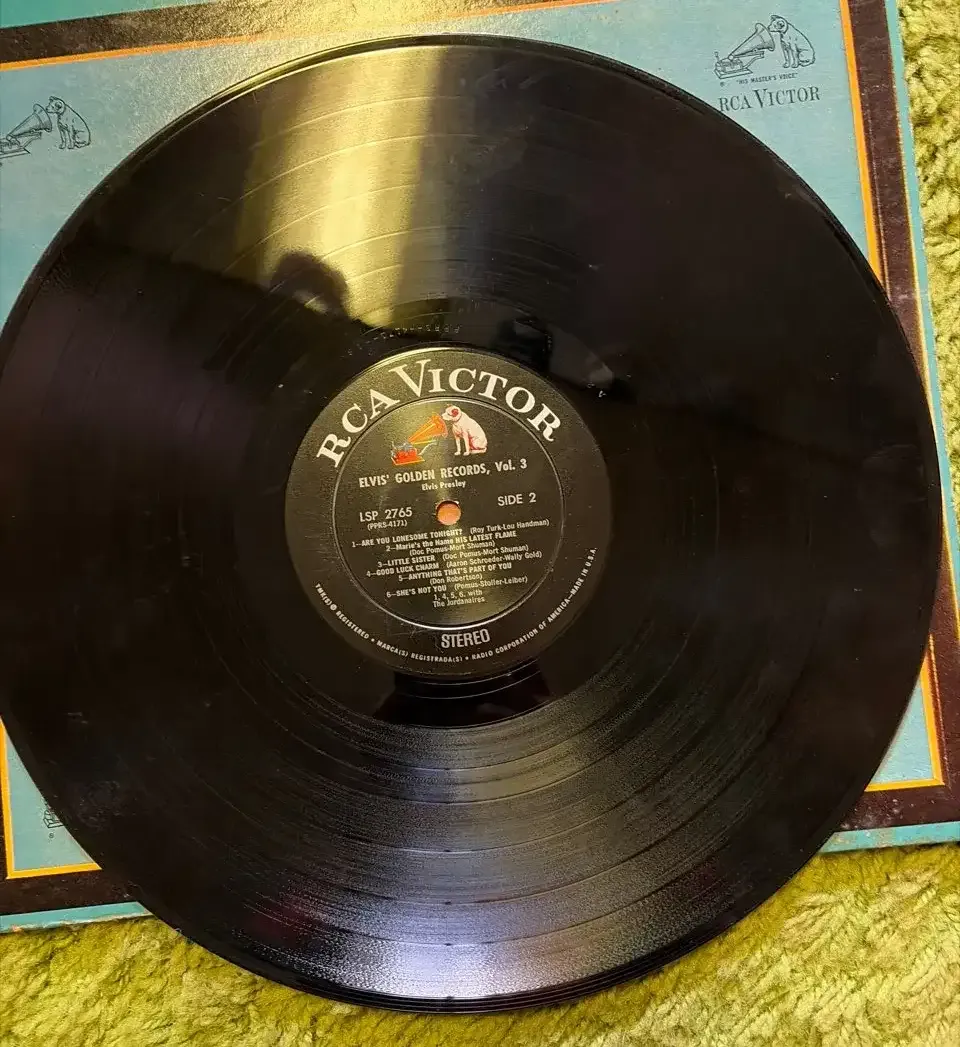 "HIS MASTER'S VOICE"
RCA VICTOR
RCA VICTOR
ELVIS' GOLDEN RECORDS, Vol. 3
Elvis Presley
LSP 2765
SIDE 2
(PPRS-4171)
1—ARE YOU LONESOME TONIGHT? (Roy Turk-Lou Handman)
2—Marie's the Name HIS LATEST FLAME
(Doc Pomus-Mort Shuman)
3—LITTLE SISTER (Doc Pomus-Mort Shuman)
4—GOOD LUCK CHARM (Aaron Schroeder-Wally Gold)
5—ANYTHING THAT'S PART OF YOU
(Don Robertson)
6—SHE'S NOT YOU (Pomus-Stoller-Leiber)
1, 4, 5, 6. with
The Jordanaires
STEREO
TMK(S) ® REGISTERED • MARCA(S) REGISTRADA(S) • RADIO CORPORATION OF AMERICA—MADE IN U.S.A.